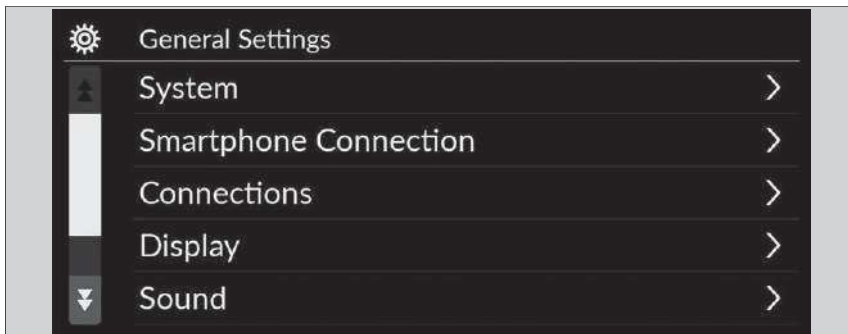 General Settings
System
Smartphone Connection
Connections
Display
Sound